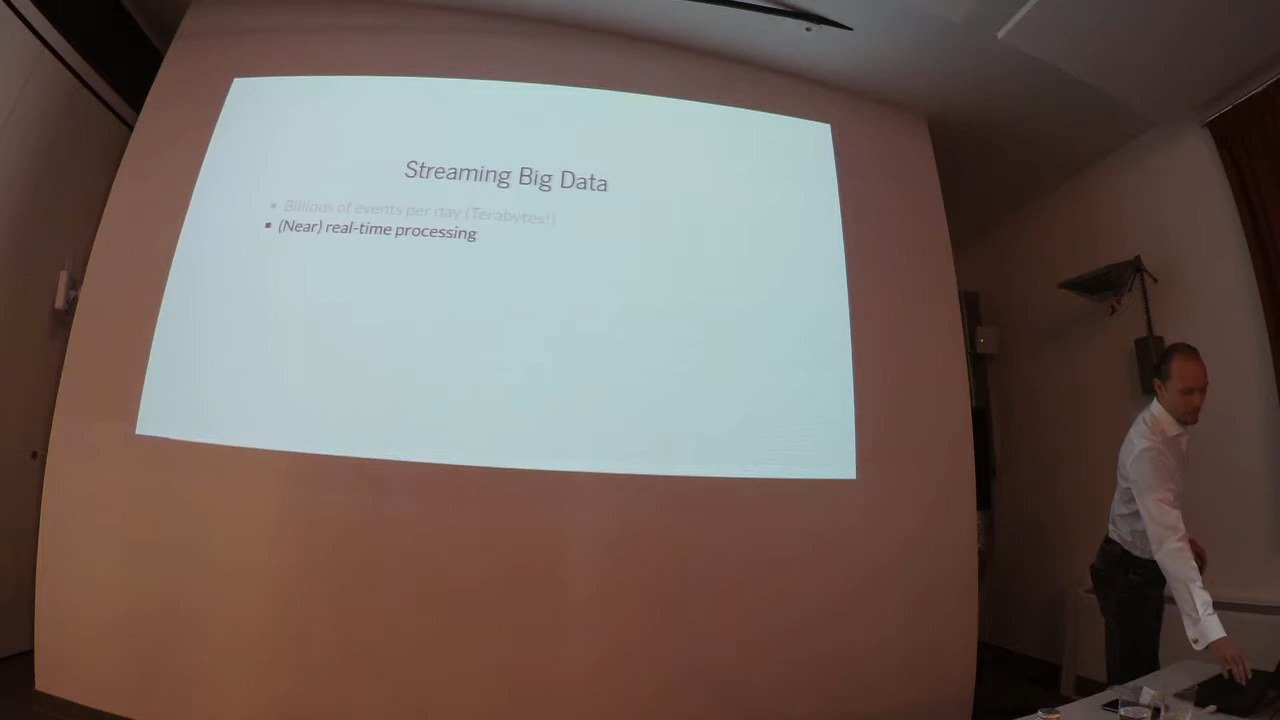 Streaming Big Data
▪ Billions of events per day (Terabytes!)
▪ (Near) real-time processing